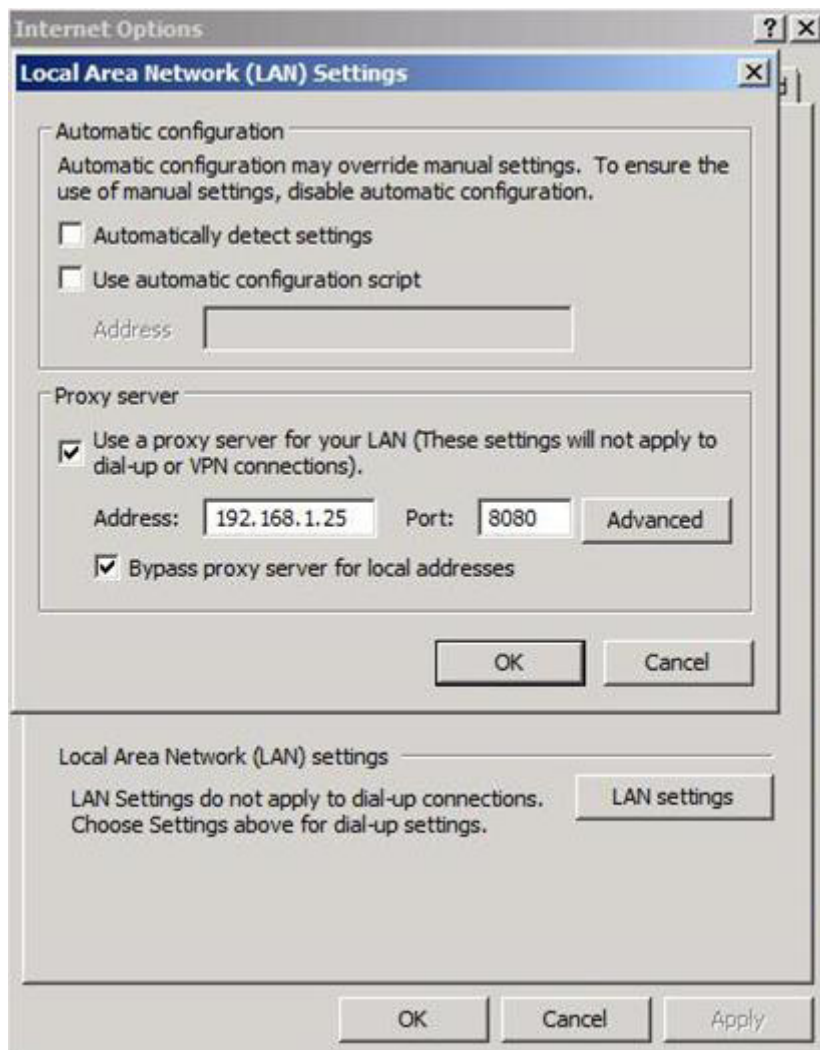 Internet Options
Local Area Network (LAN) Settings
Automatic configuration
Automatic configuration may override manual settings. To ensure the
use of manual settings, disable automatic configuration.
Automatically detect settings
Use automatic configuration script
Address
Proxy server
Use a proxy server for your LAN (These settings will not apply to
dial-up or VPN connections).
Address: 192.168.1.25 Port: 8080 Advanced
Bypass proxy server for local addresses
OK Cancel
Local Area Network (LAN) settings
LAN Settings do not apply to dial-up connections.
Choose Settings above for dial-up settings.
LAN settings
OK Cancel Apply